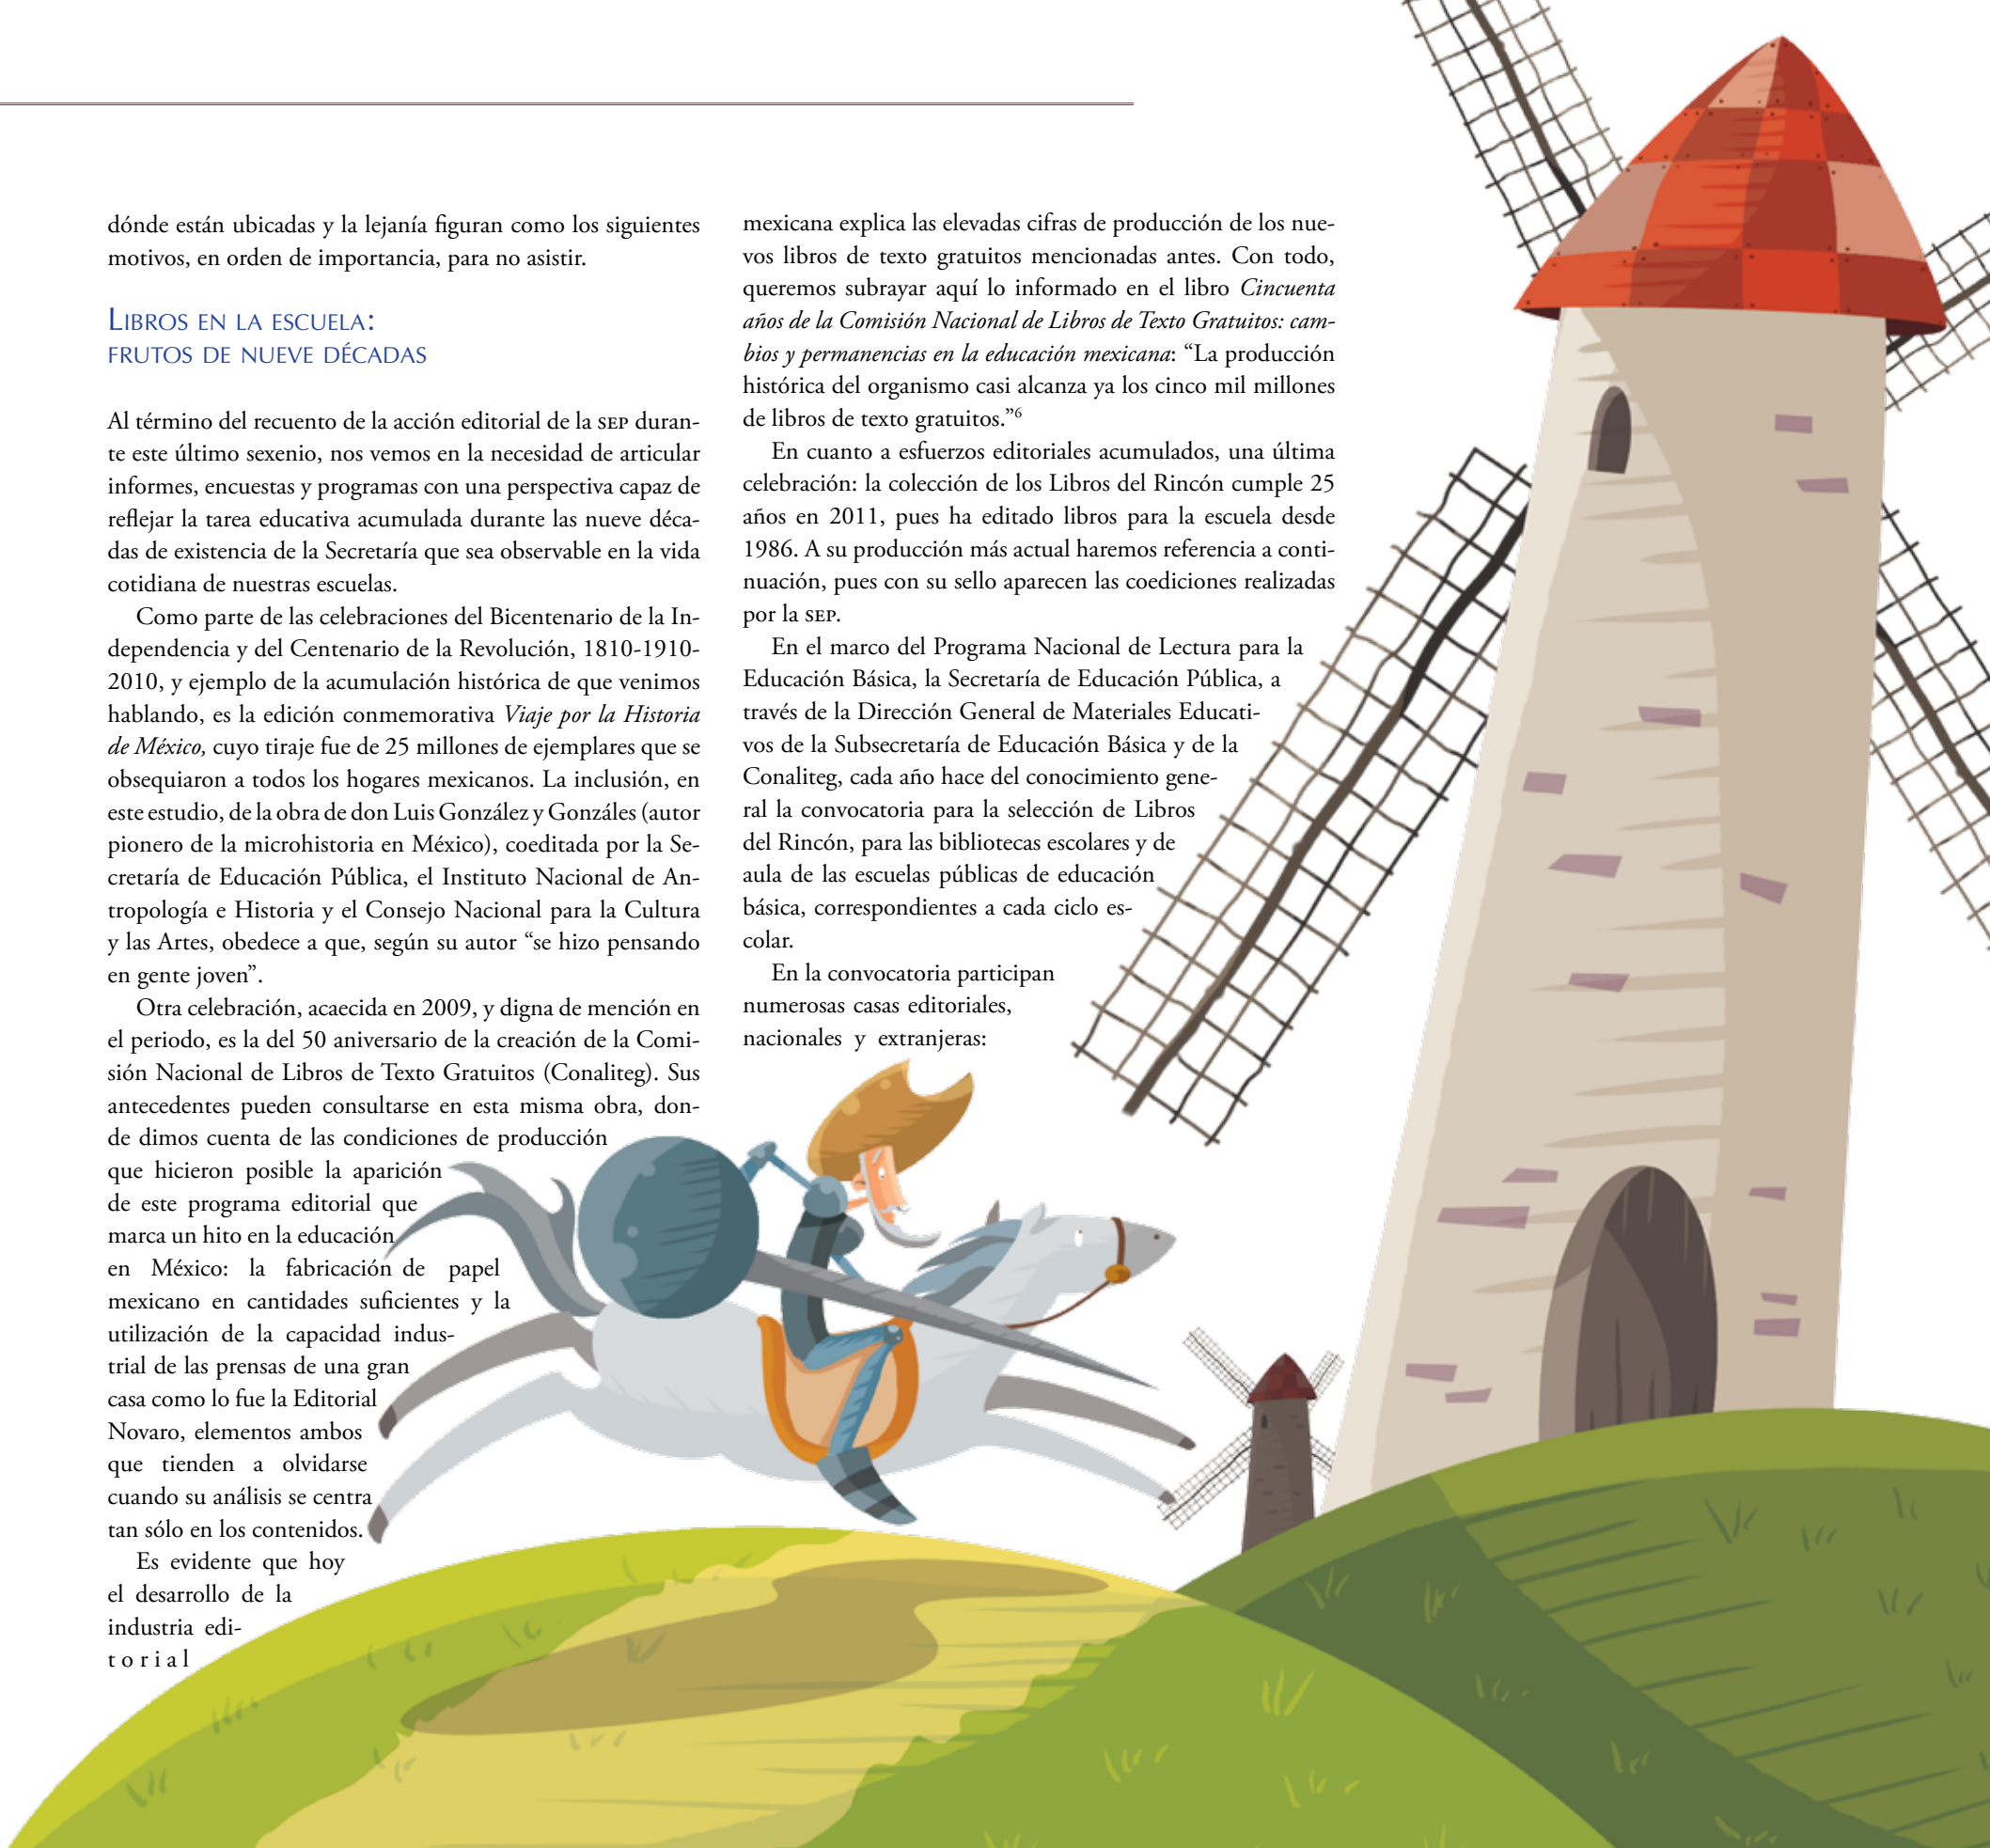 dónde están ubicadas y la lejanía figuran como los siguientes
motivos, en orden de importancia, para no asistir.
Libros en la escuela:
frutos de nueve décadas
Al término del recuento de la acción editorial de la SEP duran-
te este último sexenio, nos vemos en la necesidad de articular
informes, encuestas y programas con una perspectiva capaz de
reflejar la tarea educativa acumulada durante las nueve déca-
das de existencia de la Secretaría que sea observable en la vida
cotidiana de nuestras escuelas.
Como parte de las celebraciones del Bicentenario de la In-
dependencia y del Centenario de la Revolución, 1810-1910-
2010, y ejemplo de la acumulación histórica de que venimos
hablando, es la edición conmemorativa Viaje por la Historia
de México, cuyo tiraje fue de 25 millones de ejemplares que se
obsequiaron a todos los hogares mexicanos. La inclusión, en
este estudio, de la obra de don Luis González y Gonzáles (autor
pionero de la microhistoria en México), coeditada por la Se-
cretaría de Educación Pública, el Instituto Nacional de An-
tropología e Historia y el Consejo Nacional para la Cultura
y las Artes, obedece a que, según su autor “se hizo pensando
en gente joven”.
Otra celebración, acaecida en 2009, y digna de mención en
el periodo, es la del 50 aniversario de la creación de la Comi-
sión Nacional de Libros de Texto Gratuitos (Conaliteg). Sus
antecedentes pueden consultarse en esta misma obra, don-
de dimos cuenta de las condiciones de producción
que hicieron posible la aparición
de este programa editorial que
marca un hito en la educación
en México: la fabricación de papel
mexicano en cantidades suficientes y la
utilización de la capacidad indus-
trial de las prensas de una gran
casa como lo fue la Editorial
Novaro, elementos ambos
que tienden a olvidarse
cuando su análisis se centra
tan sólo en los contenidos.
Es evidente que hoy
el desarrollo de la
industria edi-
torial
mexicana explica las elevadas cifras de producción de los nue-
vos libros de texto gratuitos mencionadas antes. Con todo,
queremos subrayar aquí lo informado en el libro Cincuenta
años de la Comisión Nacional de Libros de Texto Gratuitos: cam-
bios y permanencias en la educación mexicana: “La producción
histórica del organismo casi alcanza ya los cinco mil millones
de libros de texto gratuitos.”6
En cuanto a esfuerzos editoriales acumulados, una última
celebración: la colección de los Libros del Rincón cumple 25
años en 2011, pues ha editado libros para la escuela desde
1986. A su producción más actual haremos referencia a conti-
nuación, pues con su sello aparecen las coediciones realizadas
por la SEP.
En el marco del Programa Nacional de Lectura para la
Educación Básica, la Secretaría de Educación Pública, a
través de la Dirección General de Materiales Educati-
vos de la Subsecretaría de Educación Básica y de la
Conaliteg, cada año hace del conocimiento gene-
ral la convocatoria para la selección de Libros
del Rincón, para las bibliotecas escolares y de
aula de las escuelas públicas de educación
básica, correspondientes a cada ciclo es-
colar.
En la convocatoria participan
numerosas casas editoriales,
nacionales y extranjeras: